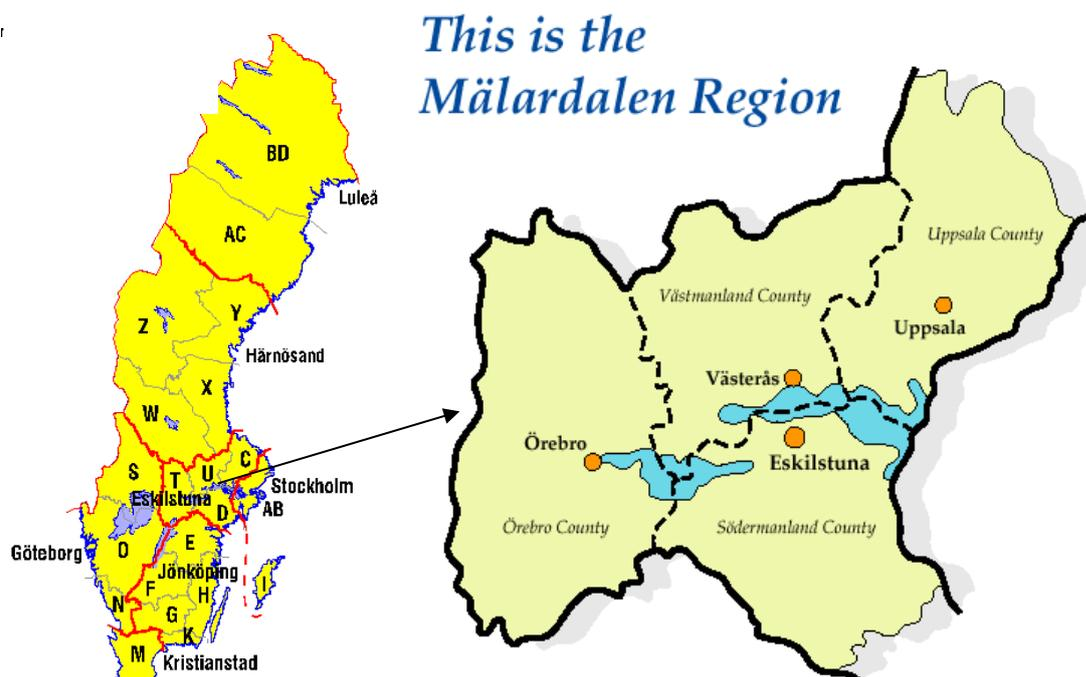 This is the
Mälardalen Region
BD
Luleå
AC
Y
Z
Härnösand
X
W
S
T
U
C
Eskilstuna
Stockholm
AB
D
E
Göteborg
O
Jönköping
F
H
I
N
G
K
M
Kristianstad
Uppsala County
Västmanland County
Uppsala
Västerås
Örebro
Eskilstuna
Örebro County
Södermanland County